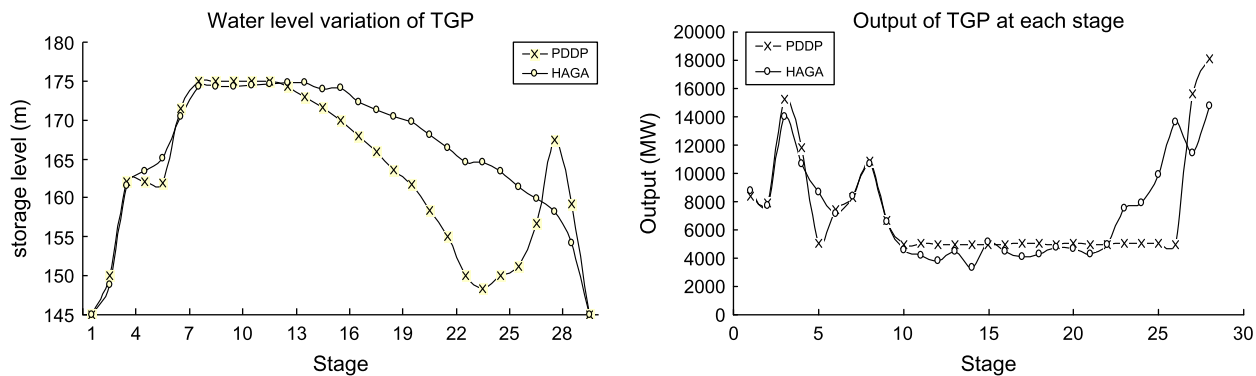 Water level variation of TGP
180
175
170
165
160
155
150
145
storage level (m)
PDDP
HAGA
1 4 7 10 13 16 19 22 25 28
Stage
Output of TGP at each stage
20000
18000
16000
14000
12000
10000
8000
6000
4000
2000
0
Output (MW)
PDDP
HAGA
0 5 10 15 20 25 30
Stage